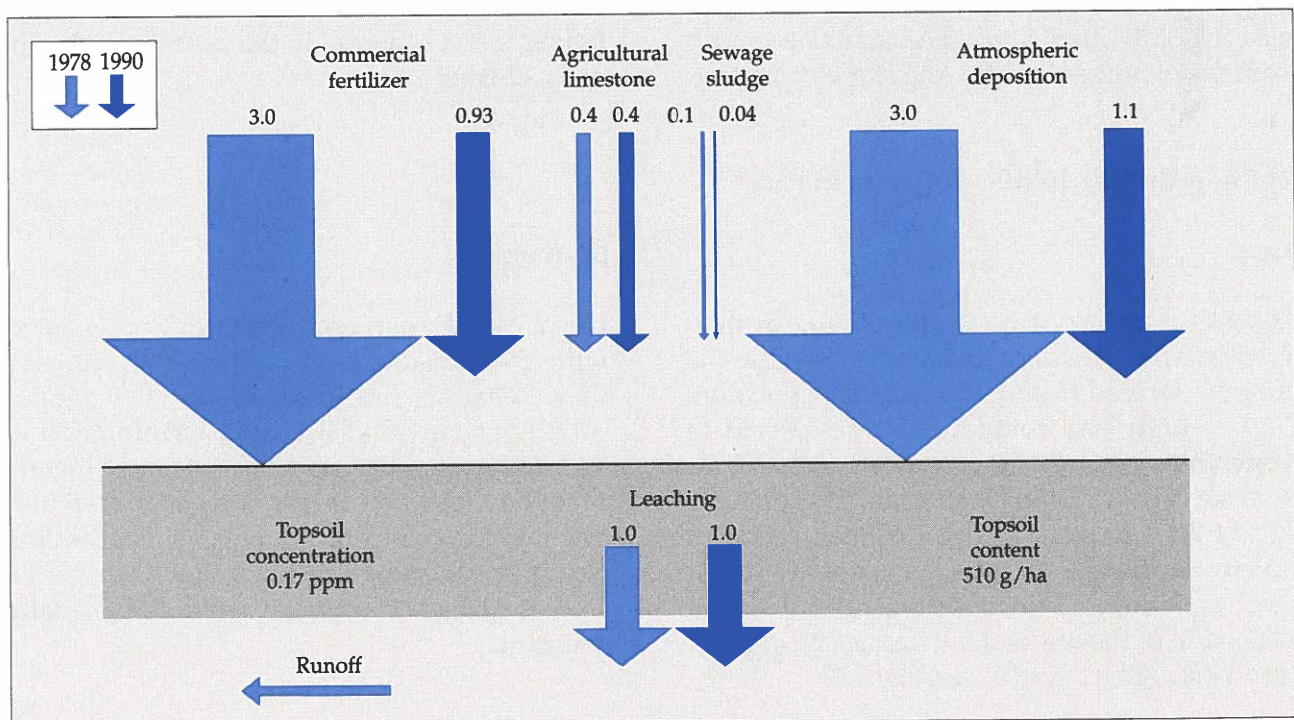 1978 1990
Commercial
fertilizer
Agricultural
limestone
Sewage
sludge
Atmospheric
deposition
3.0
0.93
0.4
0.4
0.1
0.04
3.0
1.1
Leaching
1.0
1.0
Topsoil
concentration
0.17 ppm
Topsoil
content
510 g/ha
Runoff